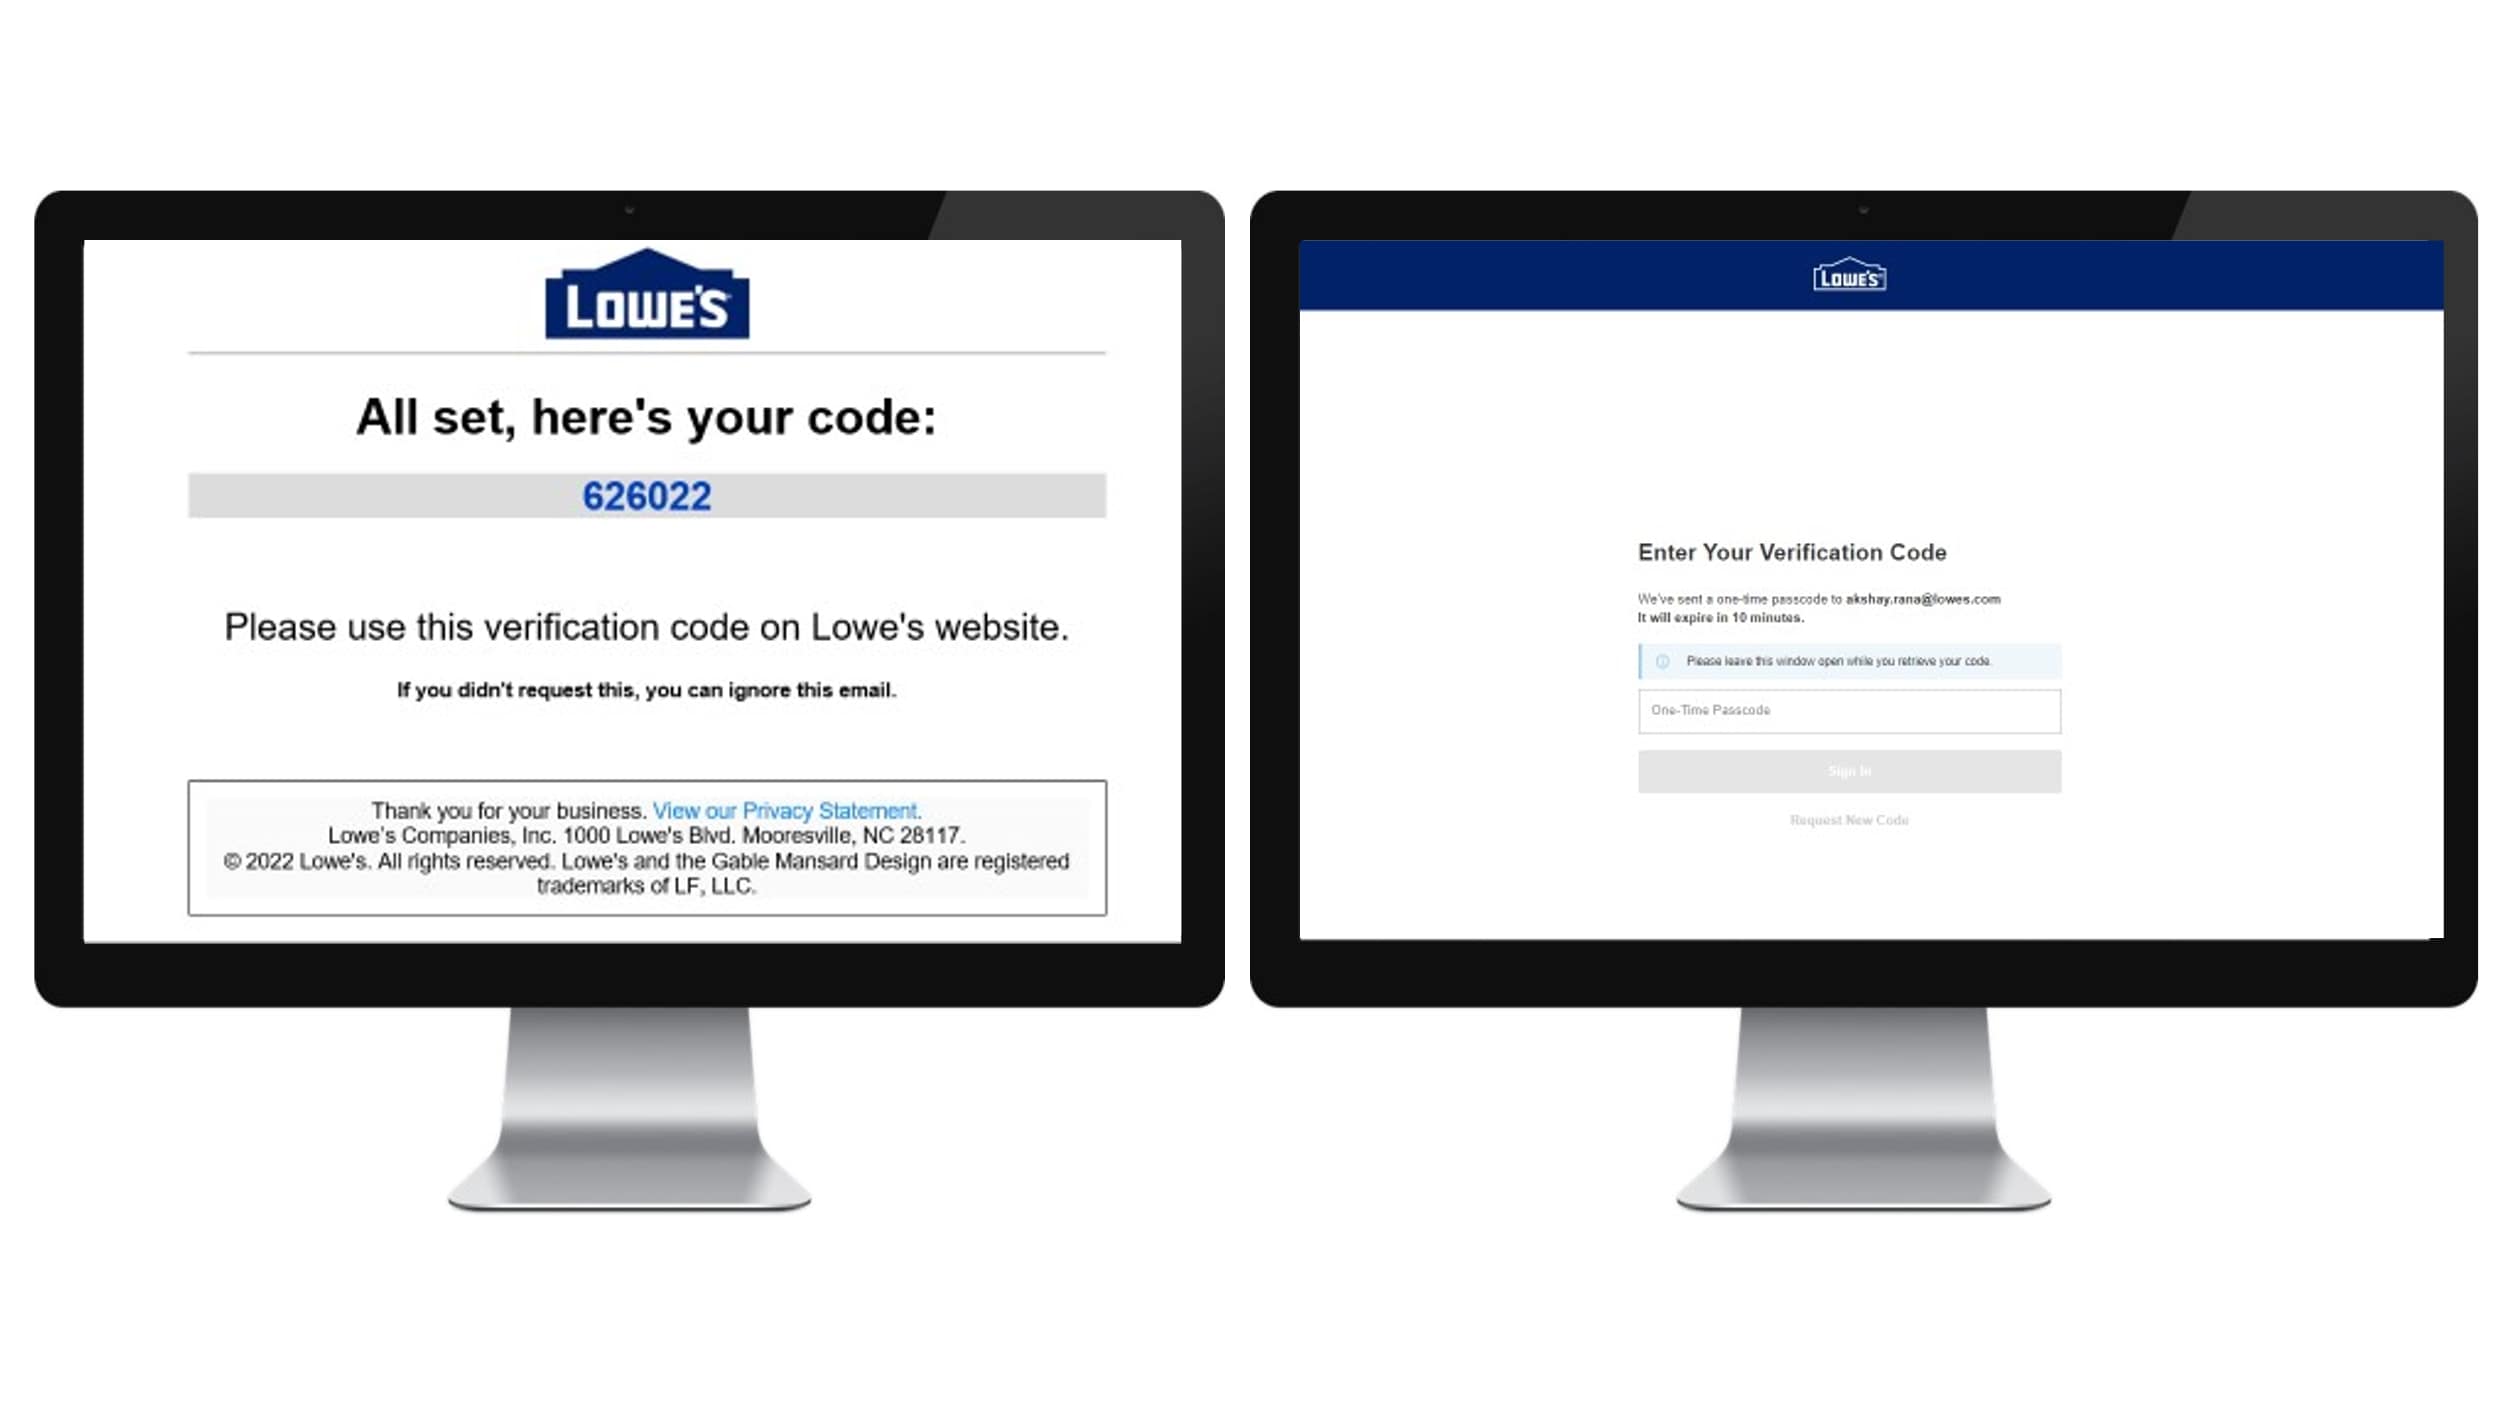 LOWE'S
All set, here's your code:
626022
Please use this verification code on Lowe's website.
If you didn't request this, you can ignore this email.
Thank you for your business. View our Privacy Statement.
Lowe's Companies, Inc. 1000 Lowe's Blvd. Mooresville, NC 28117.
© 2022 Lowe's. All rights reserved. Lowe's and the Gable Mansard Design are registered
trademarks of LF, LLC.
LOWE'S
Enter Your Verification Code
We've sent a one-time passcode to akshay.rana@lowes.com
It will expire in 10 minutes.
Please leave this window open while you retrieve your code.
One-Time Passcode
Sign In
Request New Code